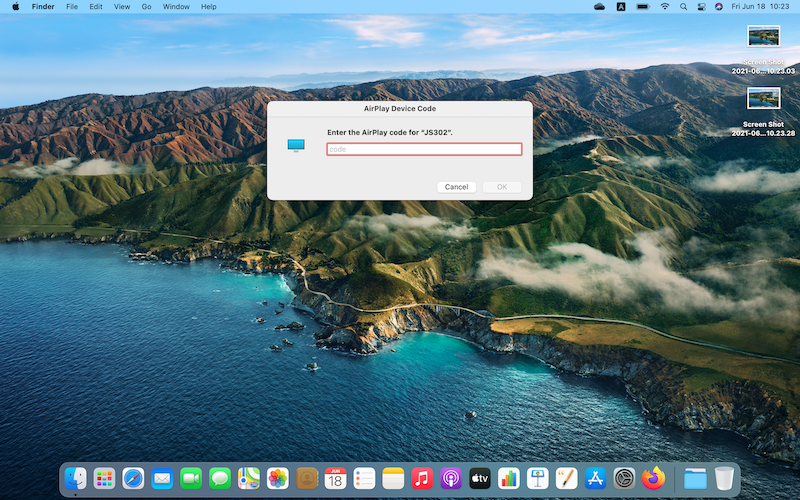 Finder File Edit View Go Window Help A Fri Jun 18 10:23
Screen Shot
2021-06...10.23.03
Screen Shot
2021-06...10.23.28
AirPlay Device Code
Enter the AirPlay code for “JS302”.
code
Cancel OK
JUN
18
tv